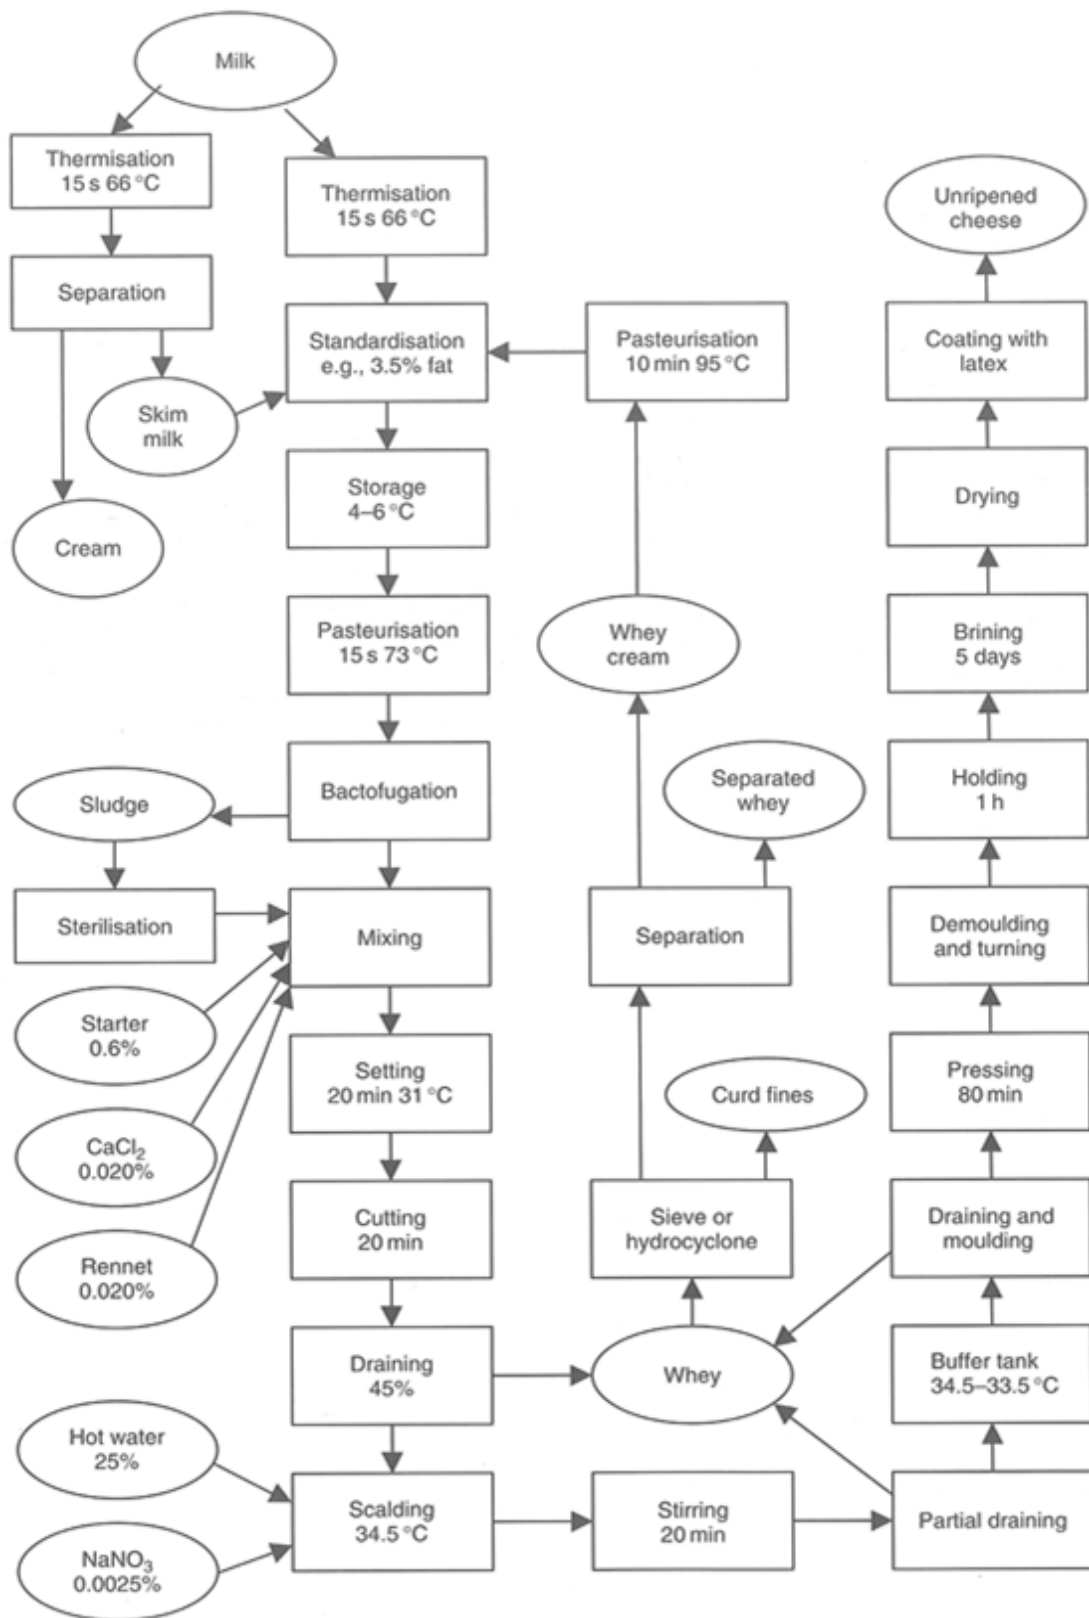 Milk
Thermisation
15 s 66 °C
Thermisation
15 s 66 °C
Unripened
cheese
Separation
Standardisation
e.g., 3.5% fat
Pasteurisation
10 min 95 °C
Coating with
latex
Skim
milk
Storage
4–6 °C
Drying
Cream
Pasteurisation
15 s 73 °C
Whey
cream
Brining
5 days
Sludge
Bactofugation
Separated
whey
Holding
1 h
Sterilisation
Mixing
Separation
Demoulding
and turning
Starter
0.6%
Setting
20 min 31 °C
Curd fines
Pressing
80 min
CaCl₂
0.020%
Cutting
20 min
Sieve or
hydrocyclone
Draining and
moulding
Rennet
0.020%
Draining
45%
Whey
Buffer tank
34.5–33.5 °C
Hot water
25%
Scalding
34.5 °C
Stirring
20 min
Partial draining
NaNO₃
0.0025%